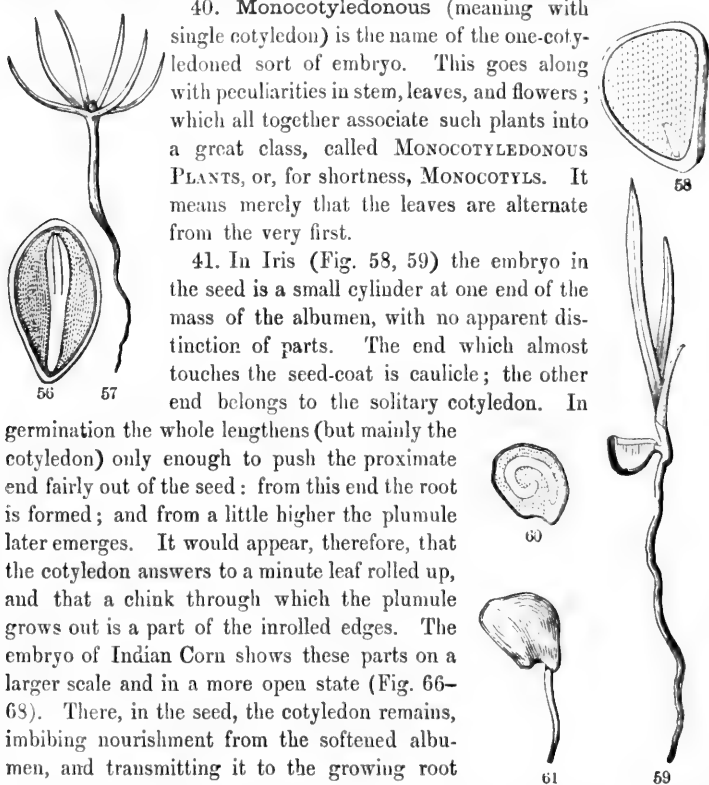 40. Monocotyledonous (meaning with
single cotyledon) is the name of the one-coty-
ledoned sort of embryo. This goes along
with peculiarities in stem, leaves, and flowers;
which all together associate such plants into
a great class, called MONOCOTYLEDONOUS
PLANTS, or, for shortness, MONOCOTYLS. It
means merely that the leaves are alternate
from the very first.
58
41. In Iris (Fig. 58, 59) the embryo in
the seed is a small cylinder at one end of the
mass of the albumen, with no apparent dis-
tinction of parts. The end which almost
touches the seed-coat is caulicle; the other
end belongs to the solitary cotyledon. In
56 57
germination the whole lengthens (but mainly the
cotyledon) only enough to push the proximate
end fairly out of the seed: from this end the root
is formed; and from a little higher the plumule
later emerges. It would appear, therefore, that
the cotyledon answers to a minute leaf rolled up,
and that a chink through which the plumule
grows out is a part of the inrolled edges. The
embryo of Indian Corn shows these parts on a
larger scale and in a more open state (Fig. 66–
68). There, in the seed, the cotyledon remains,
imbibing nourishment from the softened albu-
men, and transmitting it to the growing root
60
61 59